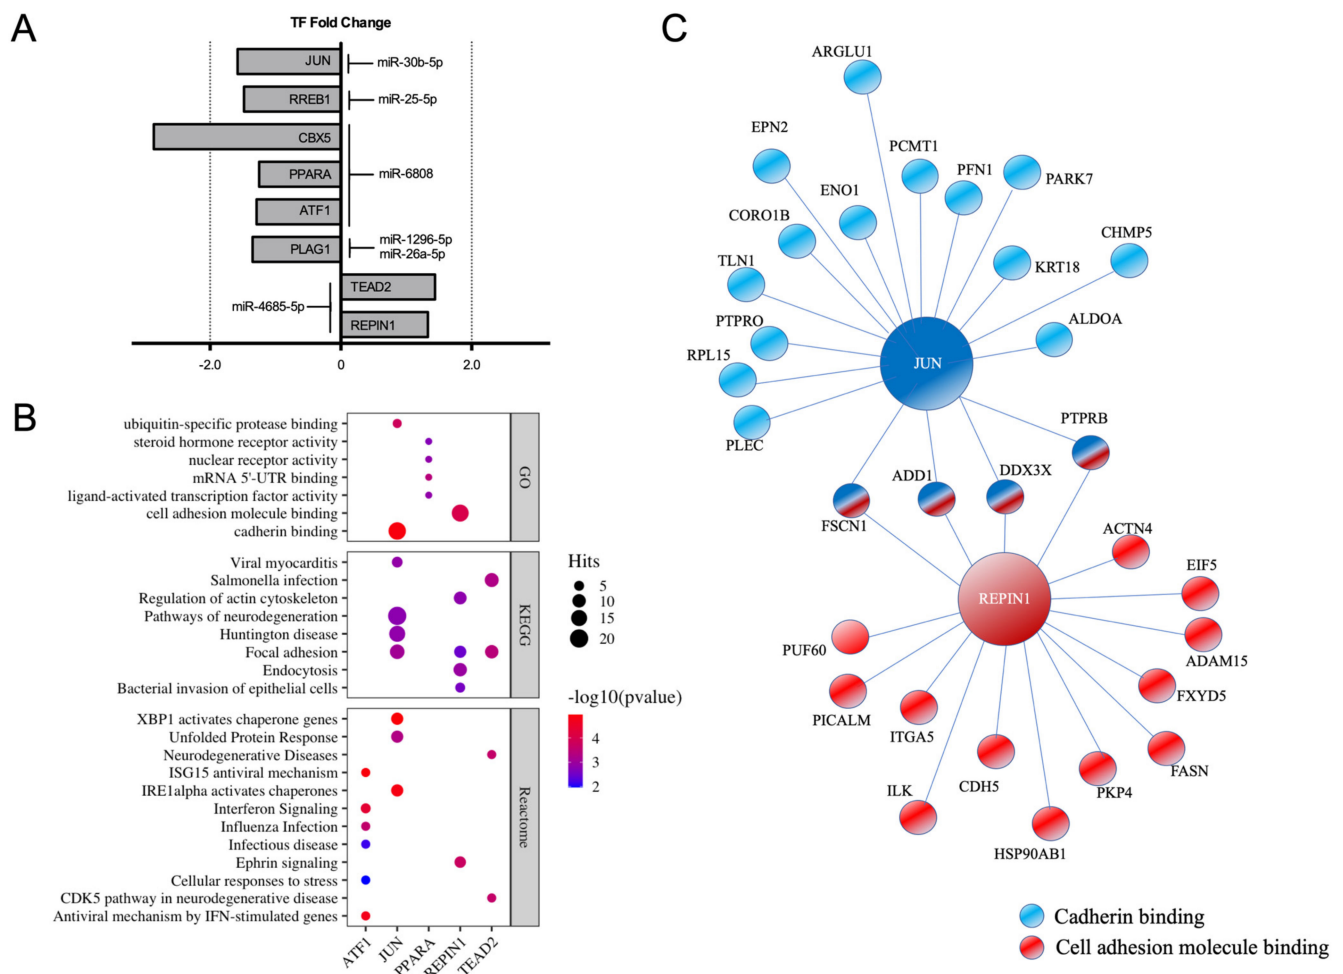 A
TF Fold Change
JUN
miR-30b-5p
RREB1
miR-25-5p
CBX5
PPARA
miR-6808
ATF1
PLAG1
miR-1296-5p
miR-26a-5p
TEAD2
miR-4685-5p
REPIN1
-2.0
0
2.0
B
ubiquitin-specific protease binding
steroid hormone receptor activity
nuclear receptor activity
mRNA 5'-UTR binding
ligand-activated transcription factor activity
cell adhesion molecule binding
cadherin binding
GO
Viral myocarditis
Salmonella infection
Regulation of actin cytoskeleton
Pathways of neurodegeneration
Huntington disease
Focal adhesion
Endocytosis
Bacterial invasion of epithelial cells
KEGG
XBP1 activates chaperone genes
Unfolded Protein Response
Neurodegenerative Diseases
ISG15 antiviral mechanism
IRE1alpha activates chaperones
Interferon Signaling
Influenza Infection
Infectious disease
Ephrin signaling
Cellular responses to stress
CDK5 pathway in neurodegenerative disease
Antiviral mechanism by IFN-stimulated genes
Reactome
ATF1
JUN
PPARA
REPIN1
TEAD2
Hits
5
10
15
20
-log10(pvalue)
4
3
2
C
ARGLU1
EPN2
PCMT1
PFN1
PARK7
ENO1
CORO1B
CHMP5
TLN1
KRT18
PTPRO
ALDOA
RPL15
JUN
PLEC
PTPRB
ADD1
DDX3X
FSCN1
ACTN4
EIF5
REPIN1
PUF60
ADAM15
PICALM
FXYD5
ITGA5
FASN
CDH5
PKP4
ILK
HSP90AB1
Cadherin binding
Cell adhesion molecule binding